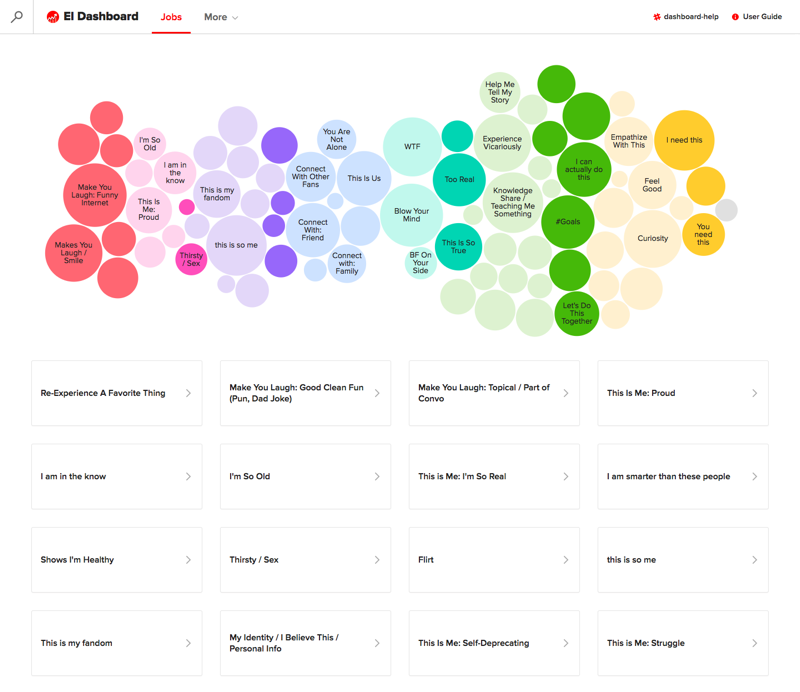 EI Dashboard
Jobs
More
dashboard-help
User Guide
Help Me
Tell My
Story
I'm So
Old
You Are
Not
Alone
WTF
Experience
Vicariously
Empathize
With This
I need this
I am in
the
know
Connect
With Other
Fans
This Is Us
Too Real
I can
actually do
this
Make You
Laugh: Funny
Internet
This is my
fandom
Feel
Good
This Is
Me:
Proud
Knowledge
Share /
Teaching Me
Something
Blow Your
Mind
#Goals
Connect
With:
Friend
You
need
this
Curiosity
Makes You
Laugh /
Smile
this is so me
This Is So
True
Thirsty
/ Sex
Connect
with:
Family
BF On
Your
Side
Let's Do
This
Together
Re-Experience A Favorite Thing
Make You Laugh: Good Clean Fun
(Pun, Dad Joke)
Make You Laugh: Topical / Part of
Convo
This Is Me: Proud
I am in the know
I'm So Old
This is Me: I'm So Real
I am smarter than these people
Shows I'm Healthy
Thirsty / Sex
Flirt
this is so me
This is my fandom
My Identity / I Believe This /
Personal Info
This Is Me: Self-Deprecating
This is Me: Struggle